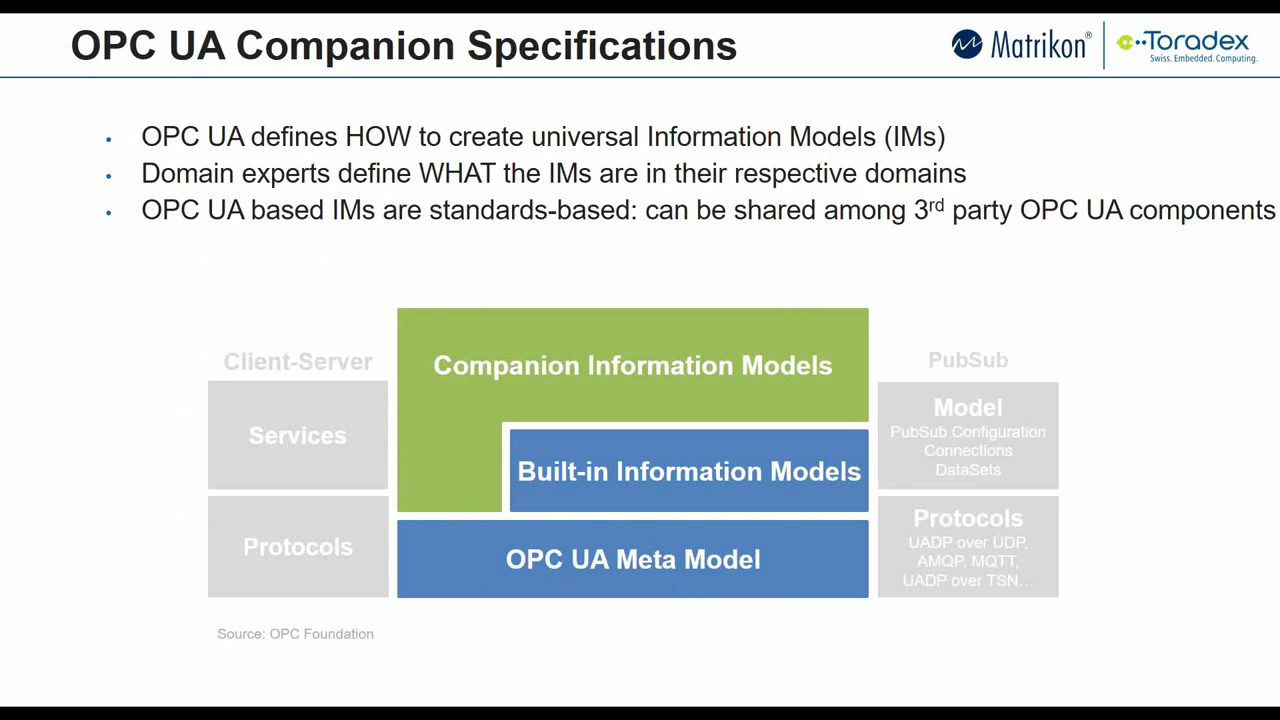 OPC UA Companion Specifications
Matrikon®
Toradex
Swiss. Embedded. Computing.
• OPC UA defines HOW to create universal Information Models (IMs)
• Domain experts define WHAT the IMs are in their respective domains
• OPC UA based IMs are standards-based: can be shared among 3rd party OPC UA components
Client-Server
Services
Protocols
Companion Information Models
Built-in Information Models
OPC UA Meta Model
PubSub
Model
PubSub Configuration
Connections
DataSets
Protocols
UADP over UDP,
AMQP, MQTT,
UADP over TSN…
Source: OPC Foundation